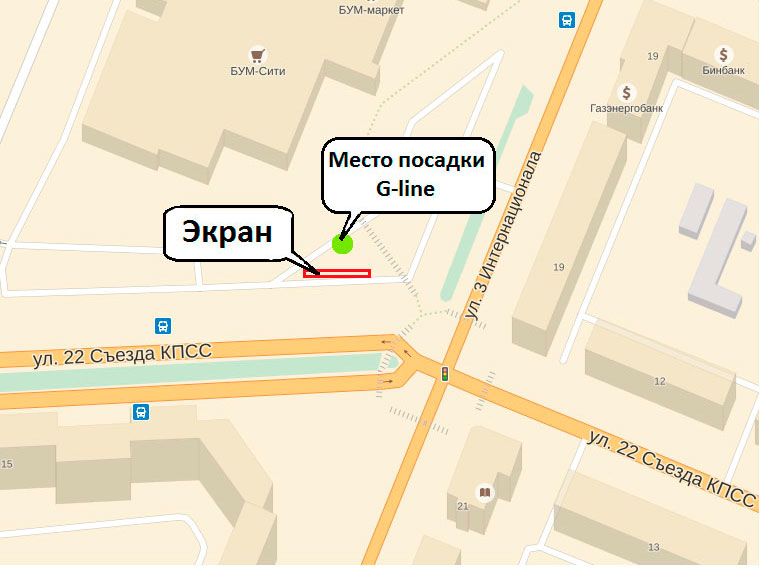 БУМ-маркет
БУМ-Сити
19
Бинбанк
Газэнергобанк
Место посадки
G-line
Экран
ул. 3 Интернационала
19
ул. 22 Съезда КПСС
12
ул. 22 Съезда КПСС
15
21
13